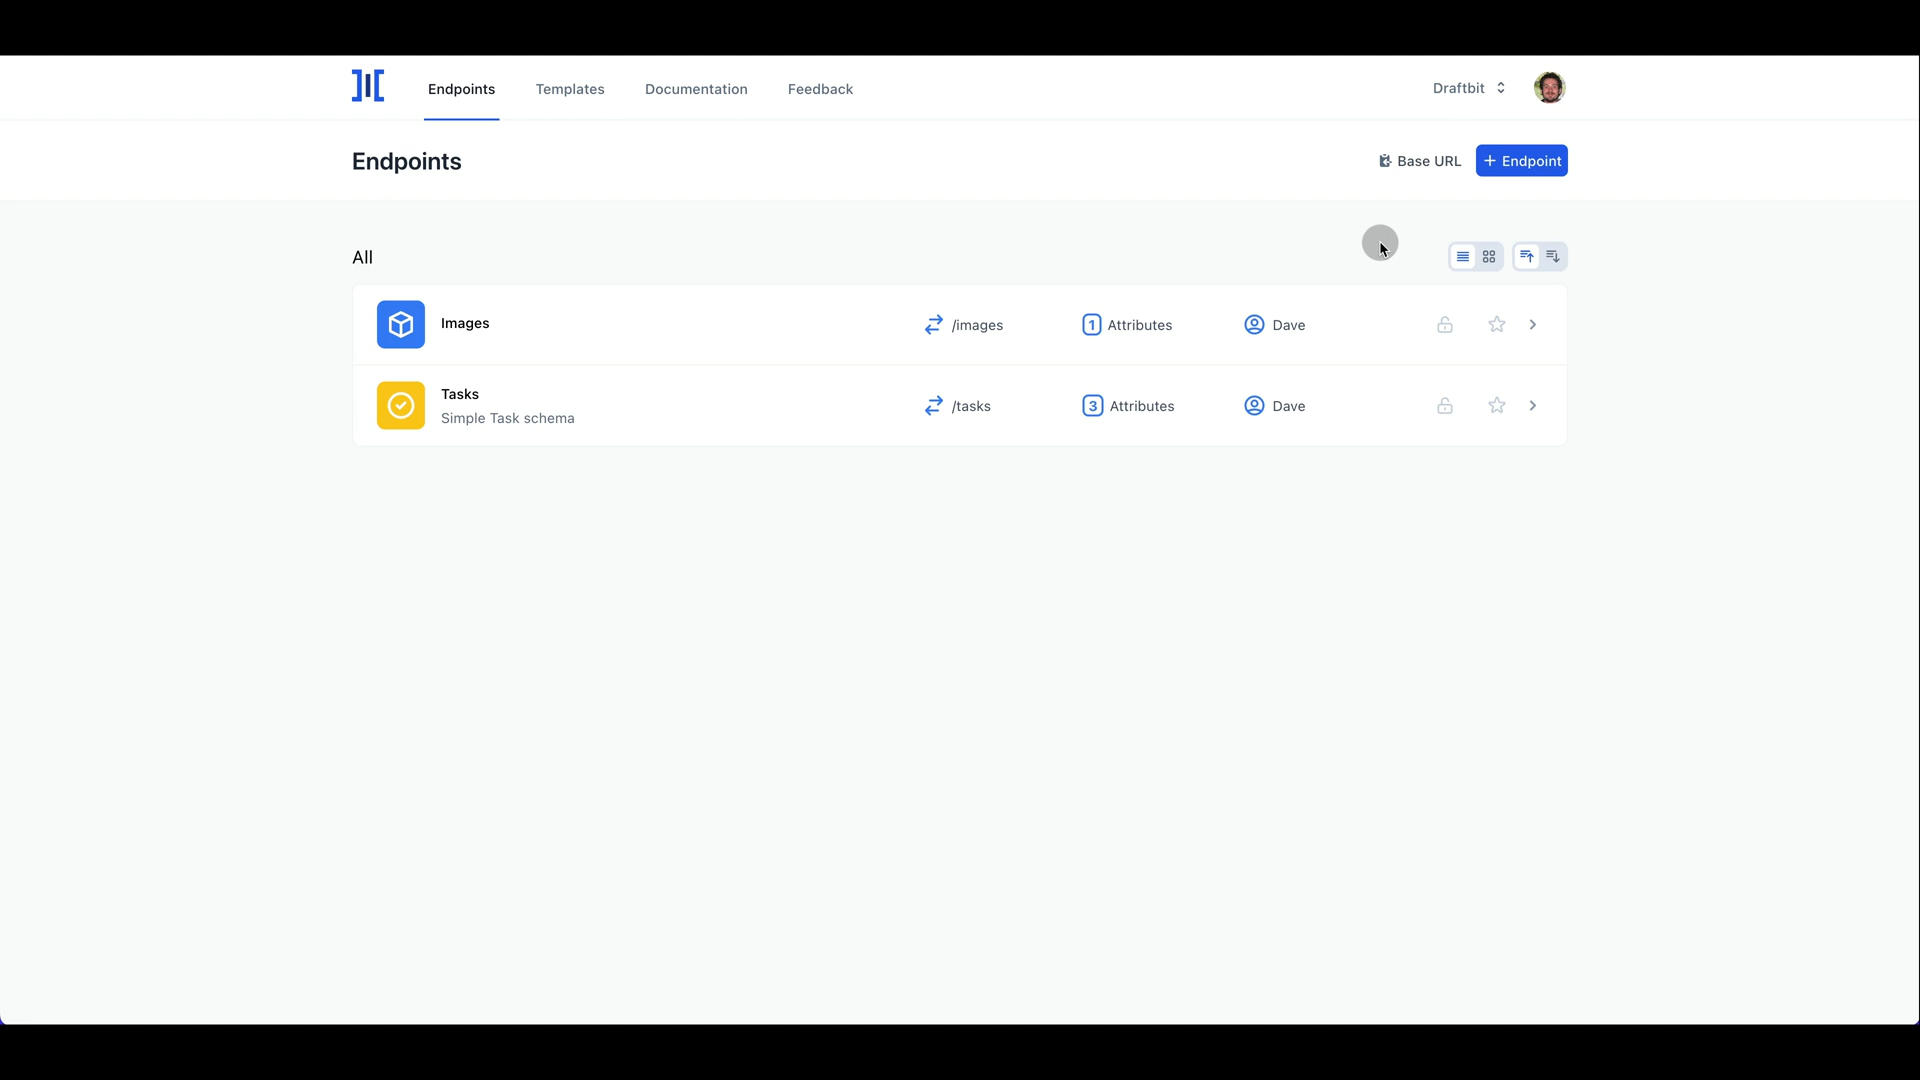 Endpoints Templates Documentation Feedback Draftbit
Endpoints Base URL + Endpoint
All
Images /images 1 Attributes Dave
Tasks
Simple Task schema /tasks 3 Attributes Dave